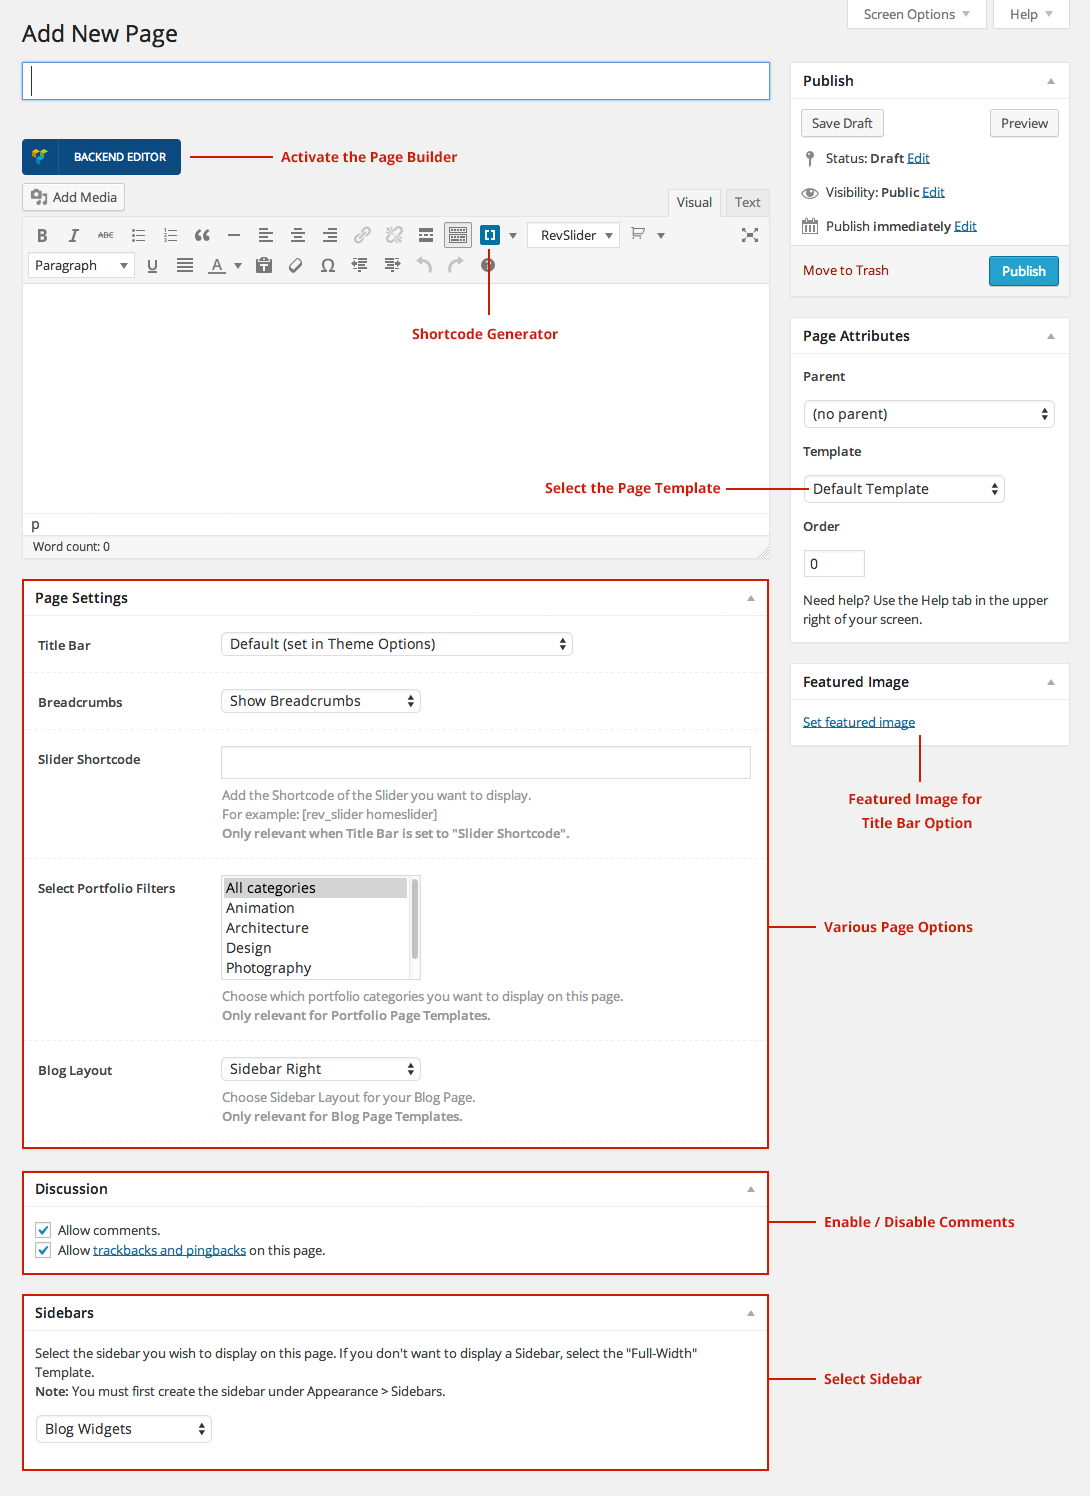 Screen Options
Help
Add New Page
BACKEND EDITOR
Activate the Page Builder
Add Media
Visual
Text
B I ABC
RevSlider
Paragraph
U A Ω
Shortcode Generator
p
Word count: 0
Publish
Save Draft
Preview
Status: Draft Edit
Visibility: Public Edit
Publish immediately Edit
Move to Trash
Publish
Page Attributes
Parent
(no parent)
Template
Select the Page Template
Default Template
Order
0
Need help? Use the Help tab in the upper
right of your screen.
Featured Image
Set featured image
Featured Image for
Title Bar Option
Page Settings
Title Bar
Default (set in Theme Options)
Breadcrumbs
Show Breadcrumbs
Slider Shortcode
Add the Shortcode of the Slider you want to display.
For example: [rev_slider homeslider]
Only relevant when Title Bar is set to "Slider Shortcode".
Select Portfolio Filters
All categories
Animation
Architecture
Design
Photography
Choose which portfolio categories you want to display on this page.
Only relevant for Portfolio Page Templates.
Various Page Options
Blog Layout
Sidebar Right
Choose Sidebar Layout for your Blog Page.
Only relevant for Blog Page Templates.
Discussion
Allow comments.
Allow trackbacks and pingbacks on this page.
Enable / Disable Comments
Sidebars
Select the sidebar you wish to display on this page. If you don't want to display a Sidebar, select the "Full-Width"
Template.
Note: You must first create the sidebar under Appearance > Sidebars.
Blog Widgets
Select Sidebar